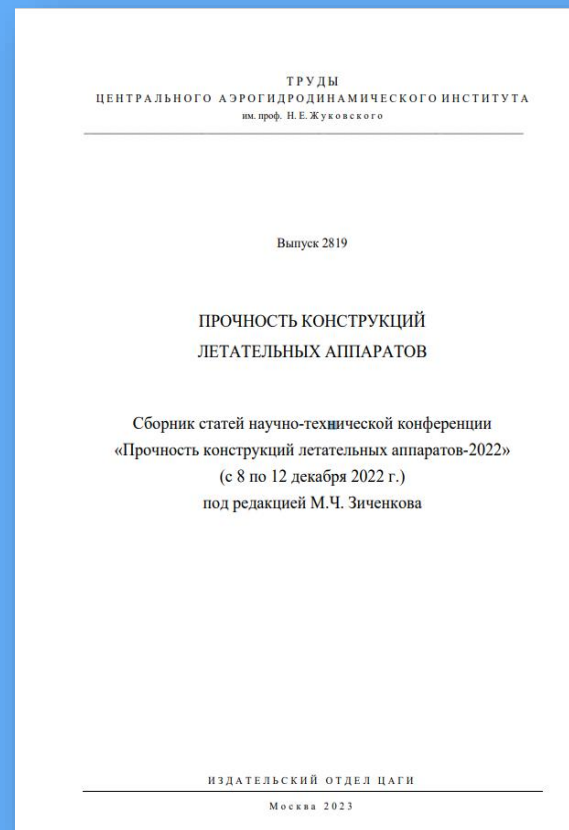 ТРУДЫ
ЦЕНТРАЛЬНОГО АЭРОГИДРОДИНАМИЧЕСКОГО ИНСТИТУТА
им. проф. Н. Е. Жуковского
Выпуск 2819
ПРОЧНОСТЬ КОНСТРУКЦИЙ
ЛЕТАТЕЛЬНЫХ АППАРАТОВ
Сборник статей научно-технической конференции
«Прочность конструкций летательных аппаратов-2022»
(с 8 по 12 декабря 2022 г.)
под редакцией М.Ч. Зиченкова
ИЗДАТЕЛЬСКИЙ ОТДЕЛ ЦАГИ
Москва 2023